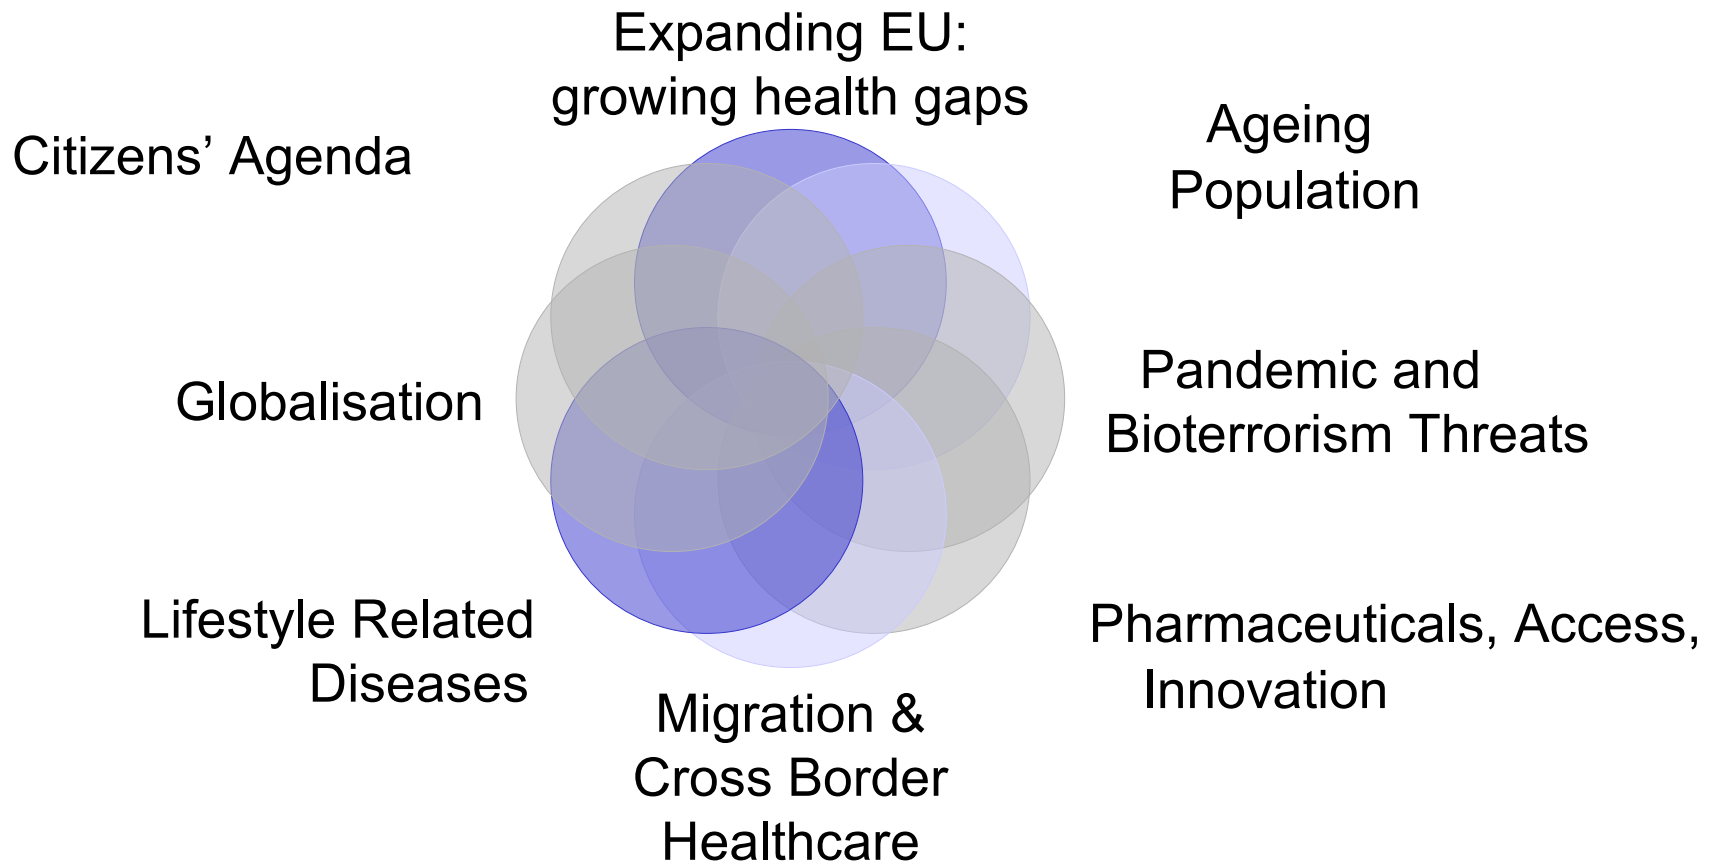 Expanding EU:
growing health gaps
Citizens’ Agenda
Ageing
Population
Globalisation
Pandemic and
Bioterrorism Threats
Lifestyle Related
Diseases
Pharmaceuticals, Access,
Innovation
Migration &
Cross Border
Healthcare